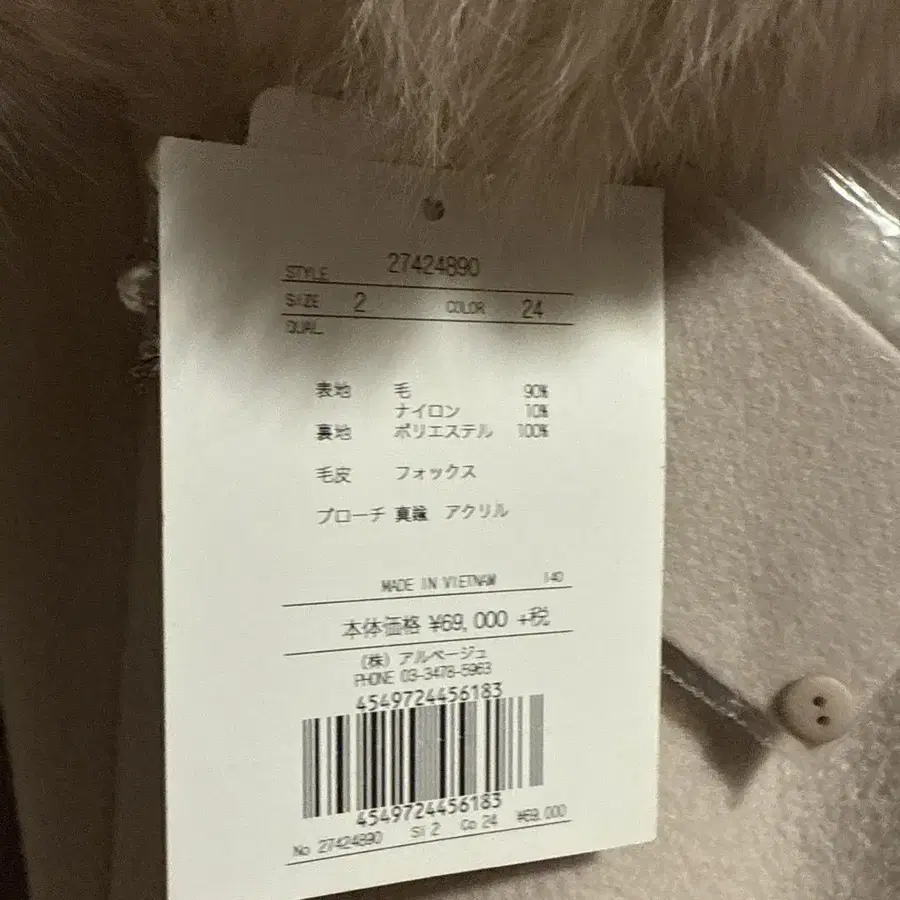 STYLE 27424890
SIZE 2 COLOR 24
QUAL
表地 毛 90%
ナイロン 10%
裏地 ポリエステル 100%
毛皮 フォックス
ブローチ 真鍮 アクリル
MADE IN VIETNAM 140
本体価格 ¥69,000 +税
(株) アルページュ
PHONE 03-3478-5963
4549724456183
4549724456183
No 27424890 Si 2 Co 24 ¥69,000